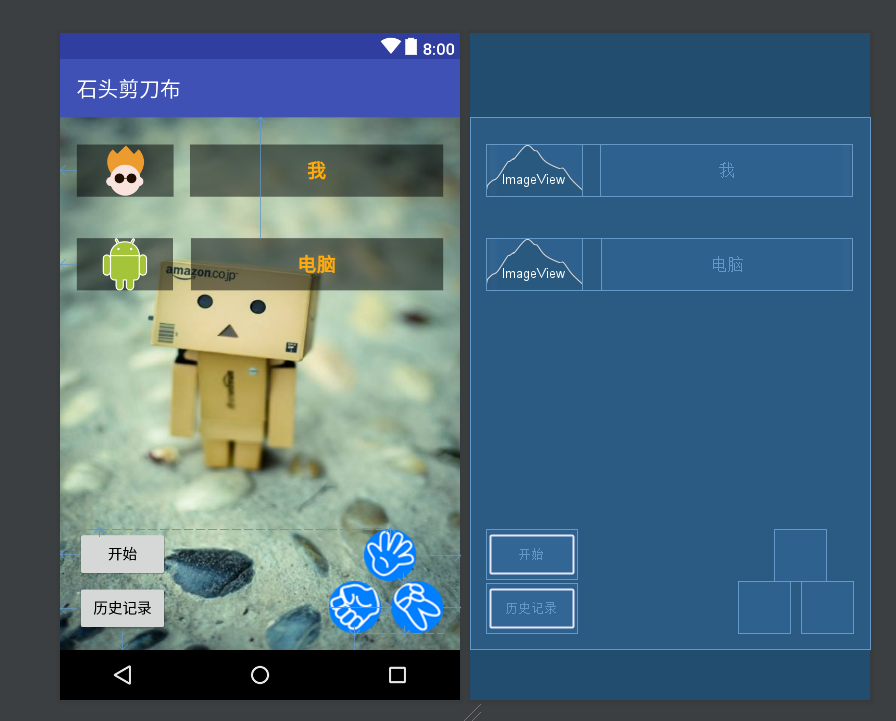 8:00
石头剪刀布
我
电脑
amazon.co.jp
开始
历史记录
ImageView
我
ImageView
电脑
开始
历史记录